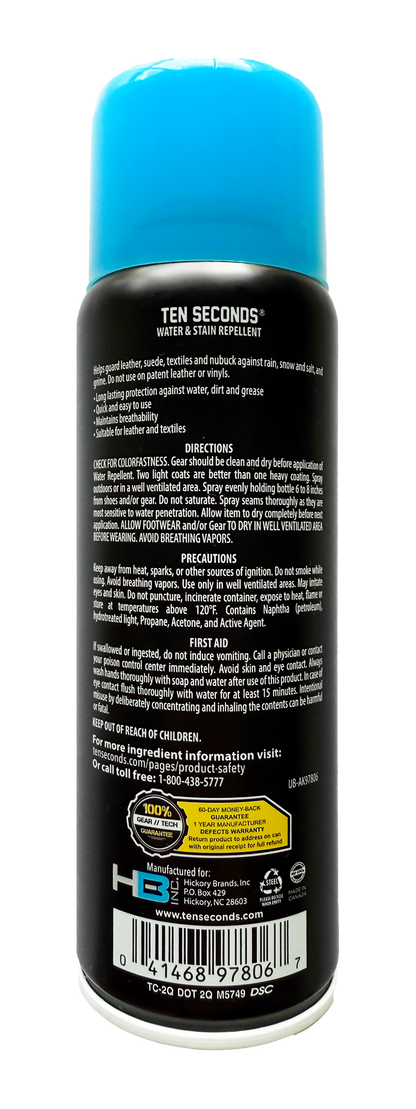 TEN SECONDS®
WATER & STAIN REPELLENT
Helps guard leather, suede, textiles and nubuck against rain, snow and salt, and
grime. Do not use on patent leather or vinyls.
• Long lasting protection against water, dirt and grease
• Quick and easy to use
• Maintains breathability
• Suitable for leather and textiles
DIRECTIONS
CHECK FOR COLORFASTNESS. Gear should be clean and dry before application of
Water Repellent. Two light coats are better than one heavy coating. Spray
outdoors or in a well ventilated area. Spray evenly holding bottle 6 to 8 inches
from shoes and/or gear. Do not saturate. Spray seams thoroughly as they are
most sensitive to water penetration. Allow item to dry completely before next
application. ALLOW FOOTWEAR and/or Gear TO DRY IN WELL VENTILATED AREA
BEFORE WEARING. AVOID BREATHING VAPORS.
PRECAUTIONS
Keep away from heat, sparks, or other sources of ignition. Do not smoke while
using. Avoid breathing vapors. Use only in well ventilated areas. May irritate
eyes and skin. Do not puncture, incinerate container, expose to heat, flame or
store at temperatures above 120°F. Contains Naphtha (petroleum),
hydrotreated light, Propane, Acetone, and Active Agent.
FIRST AID
If swallowed or ingested, do not induce vomiting. Call a physician or contact
your poison control center immediately. Avoid skin and eye contact. Always
wash hands thoroughly with soap and water after use of this product. In case of
eye contact flush thoroughly with water for at least 15 minutes. Intentional
misuse by deliberately concentrating and inhaling the contents can be harmful
or fatal.
KEEP OUT OF REACH OF CHILDREN.
For more ingredient information visit:
tenseconds.com/pages/product-safety
Or call toll free: 1-800-438-5777
UB-AK97806
100%
GEAR // TECH
GUARANTEE
60-DAY MONEY-BACK
GUARANTEE
1 YEAR MANUFACTURER
DEFECTS WARRANTY
Return product to address on can
with original receipt for full refund
HB INC.
Manufactured for:
Hickory Brands, Inc
P.O. Box 429
Hickory, NC 28603
STEEL
PLEASE RECYCLE
WHEN EMPTY
MADE IN
CANADA
www.tenseconds.com
0 41468 97806 7
TC-2Q DOT 2Q M5749 DSC